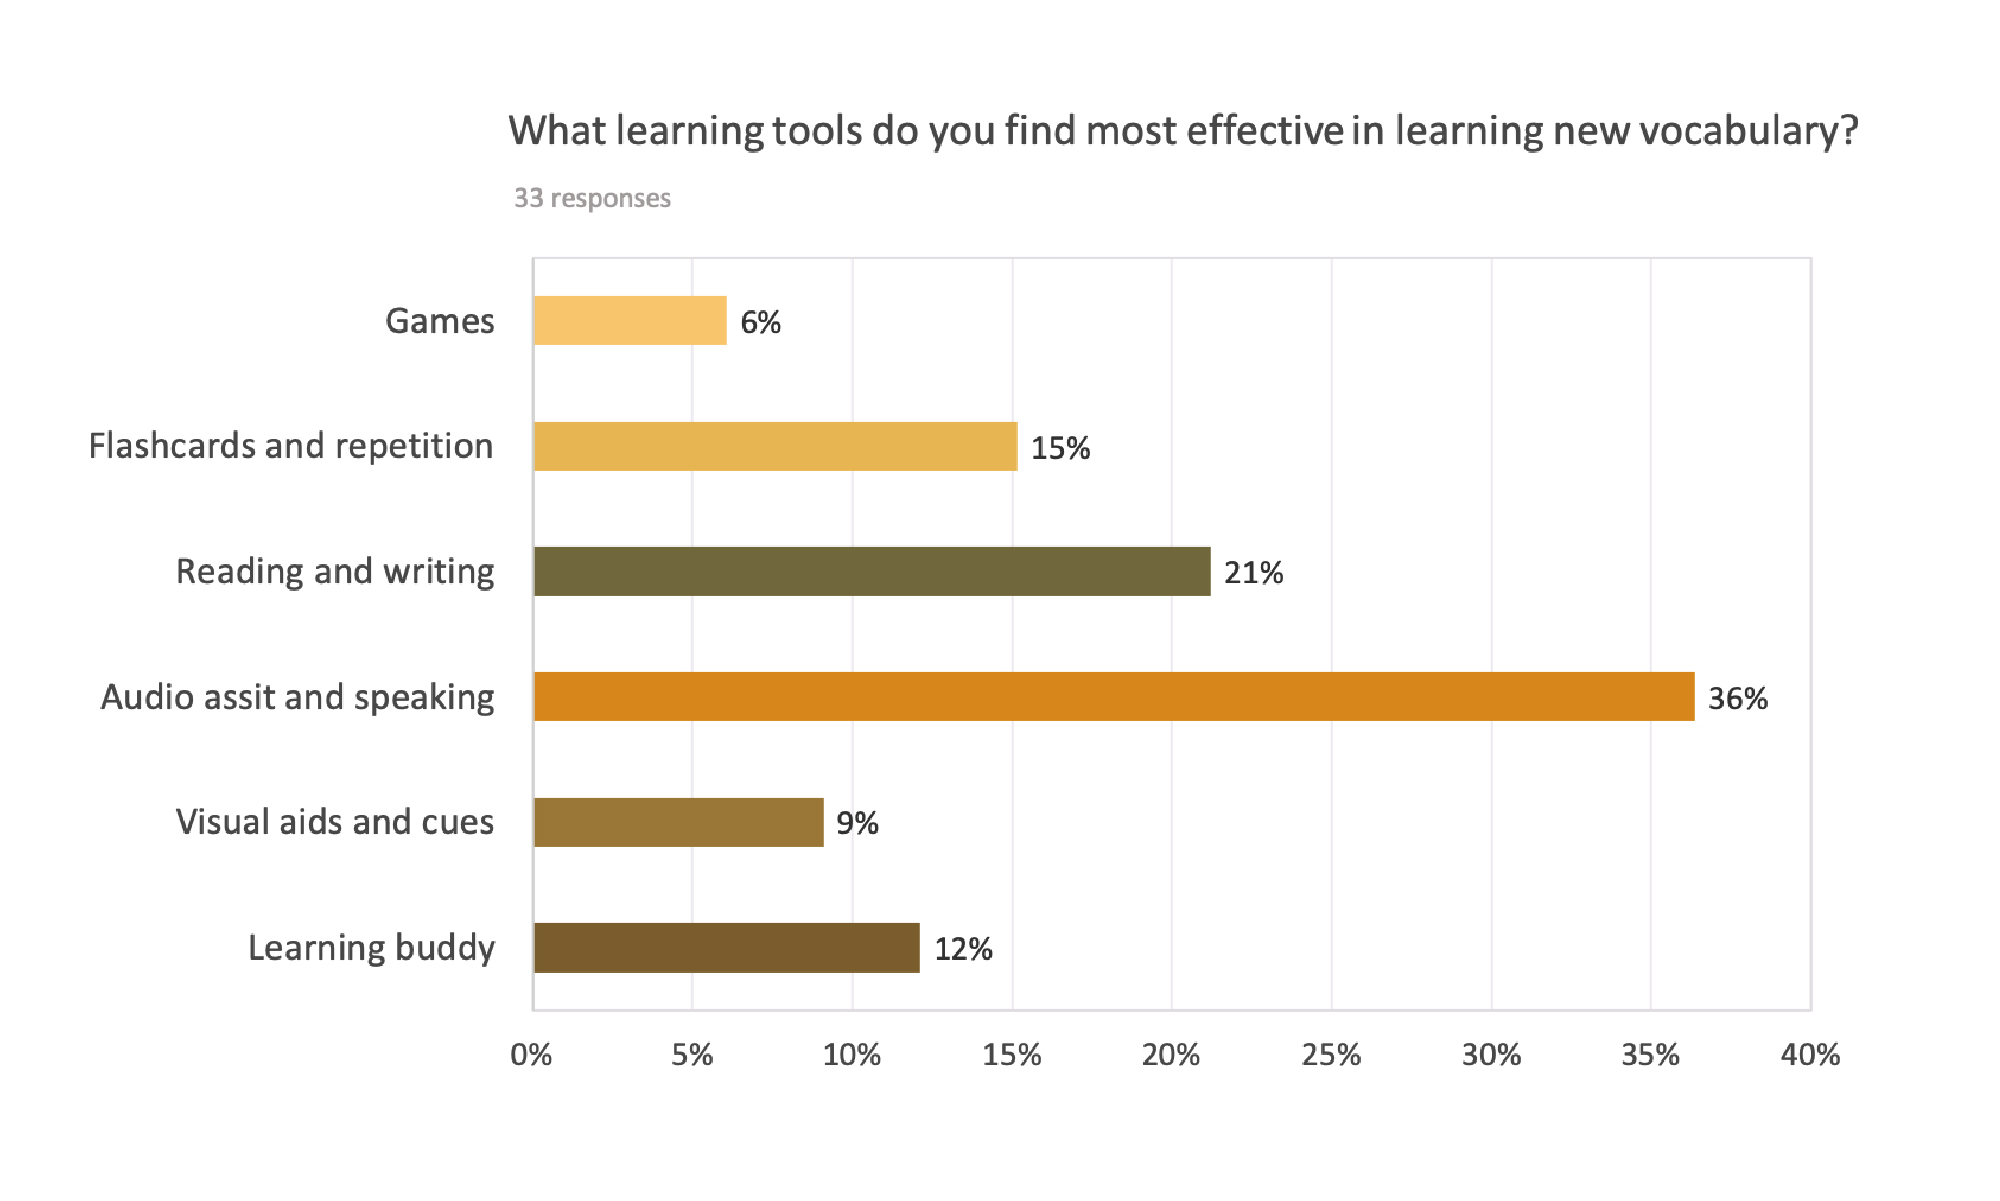 What learning tools do you find most effective in learning new vocabulary?
33 responses
Games 6%
Flashcards and repetition 15%
Reading and writing 21%
Audio assit and speaking 36%
Visual aids and cues 9%
Learning buddy 12%
0% 5% 10% 15% 20% 25% 30% 35% 40%